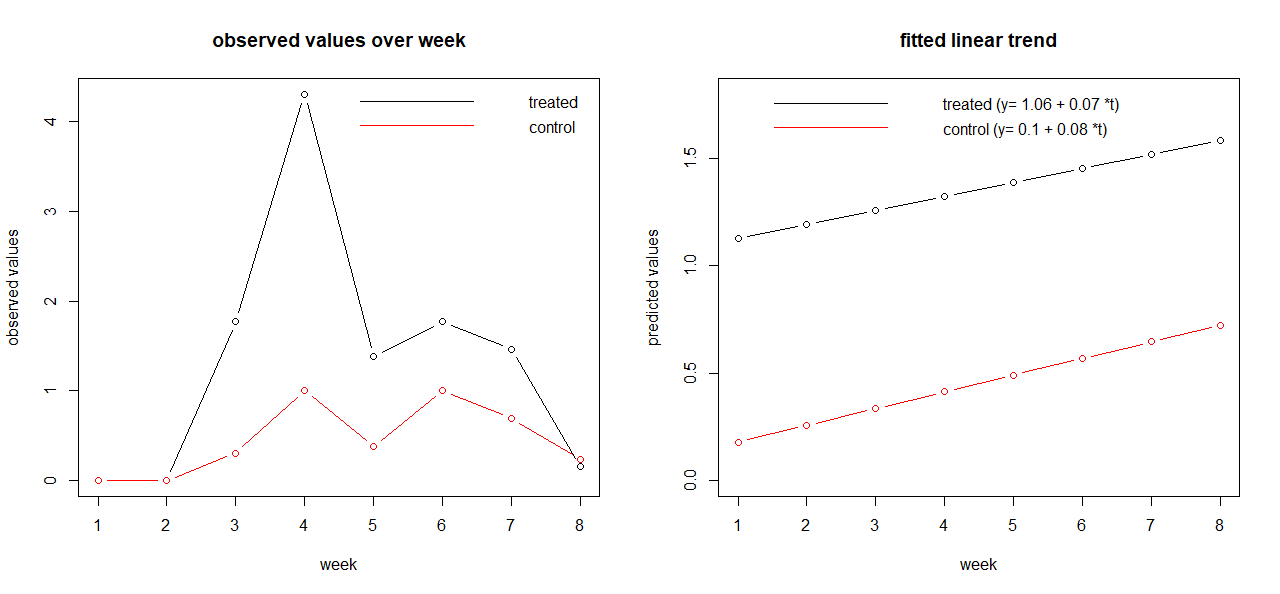 observed values over week
treated
control
observed values
0
1
2
3
4
1
2
3
4
5
6
7
8
week
fitted linear trend
treated (y= 1.06 + 0.07 *t)
control (y= 0.1 + 0.08 *t)
predicted values
0.0
0.5
1.0
1.5
1
2
3
4
5
6
7
8
week